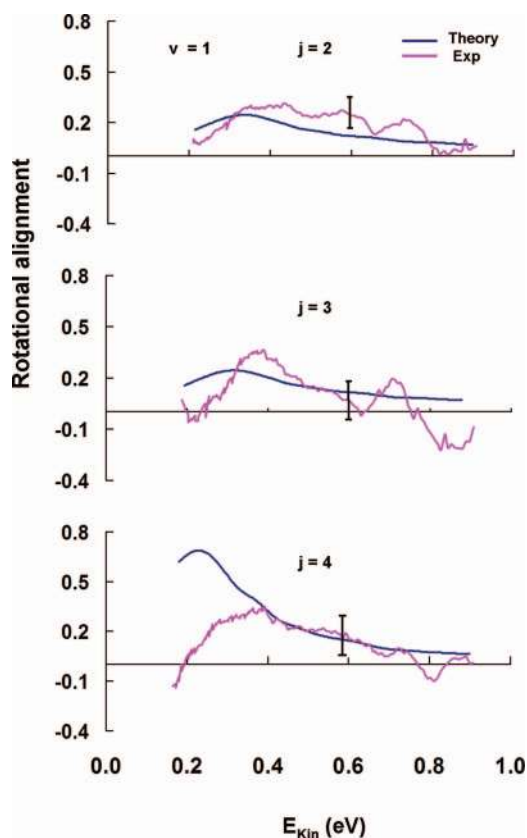 0.8
v = 1 j = 2
Theory
Exp
0.5
0.2
-0.1
-0.4
Rotational alignment
0.8
j = 3
0.5
0.2
-0.1
-0.4
0.8
j = 4
0.5
0.2
-0.1
-0.4
0.0 0.2 0.4 0.6 0.8 1.0
EKin (eV)